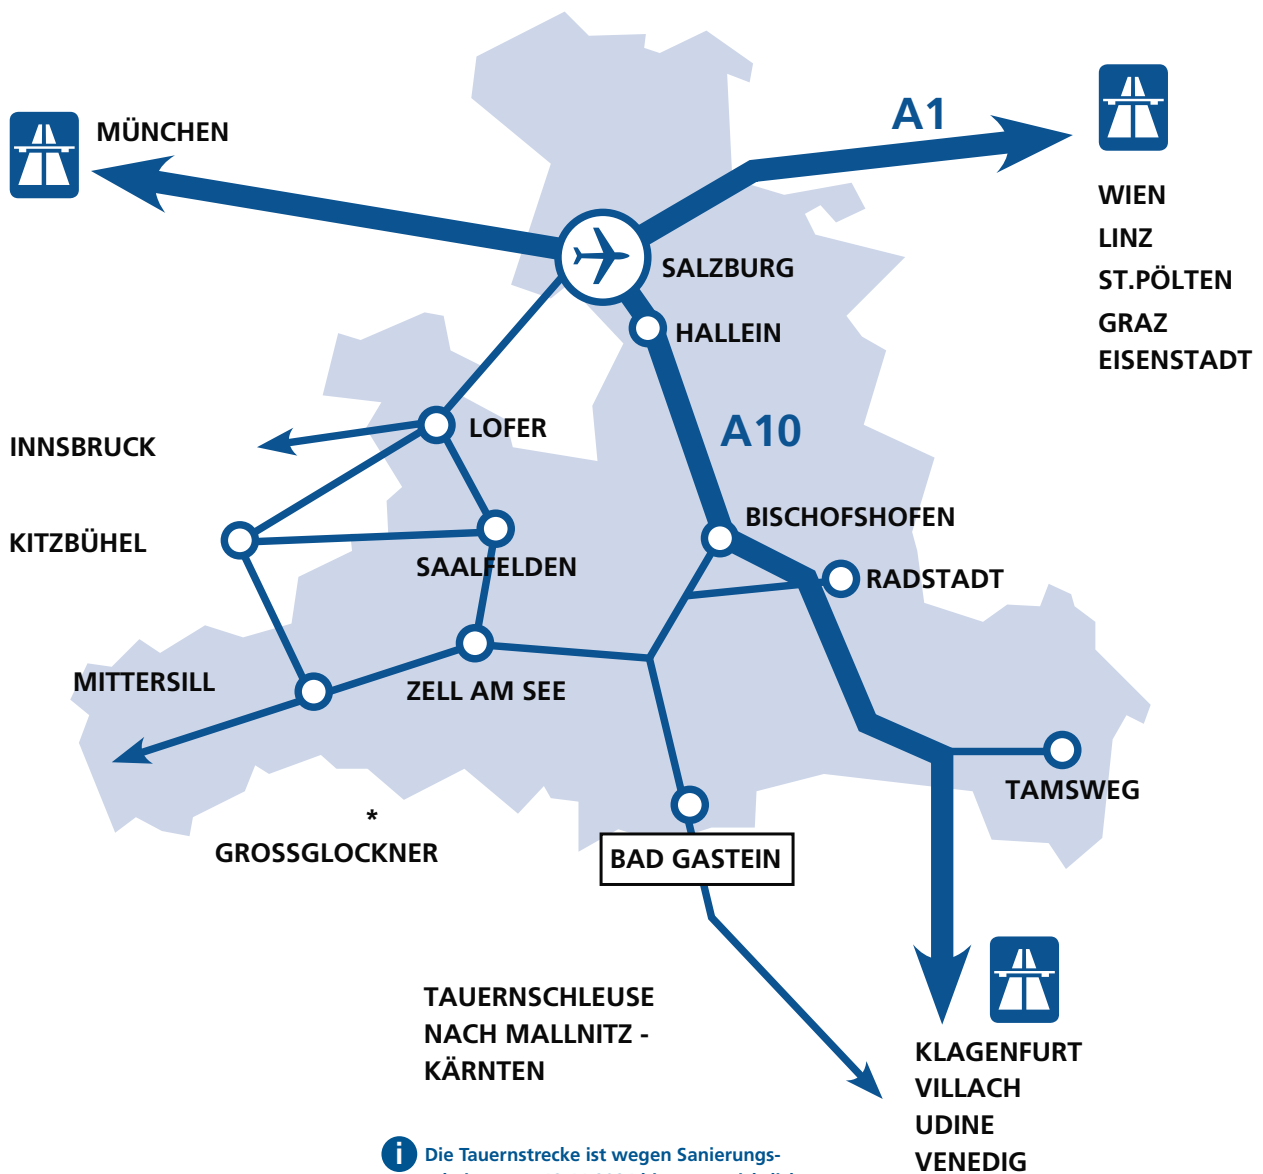 A1
MÜNCHEN
WIEN
LINZ
ST.PÖLTEN
GRAZ
EISENSTADT
SALZBURG
HALLEIN
LOFER
A10
INNSBRUCK
KITZBÜHEL
BISCHOFSHOFEN
SAALFELDEN
RADSTADT
MITTERSILL
ZELL AM SEE
TAMSWEG
*
GROSSGLOCKNER
BAD GASTEIN
TAUERNSCHLEUSE
NACH MALLNITZ -
KÄRNTEN
KLAGENFURT
VILLACH
UDINE
VENEDIG
i Die Tauernstrecke ist wegen Sanierungs-